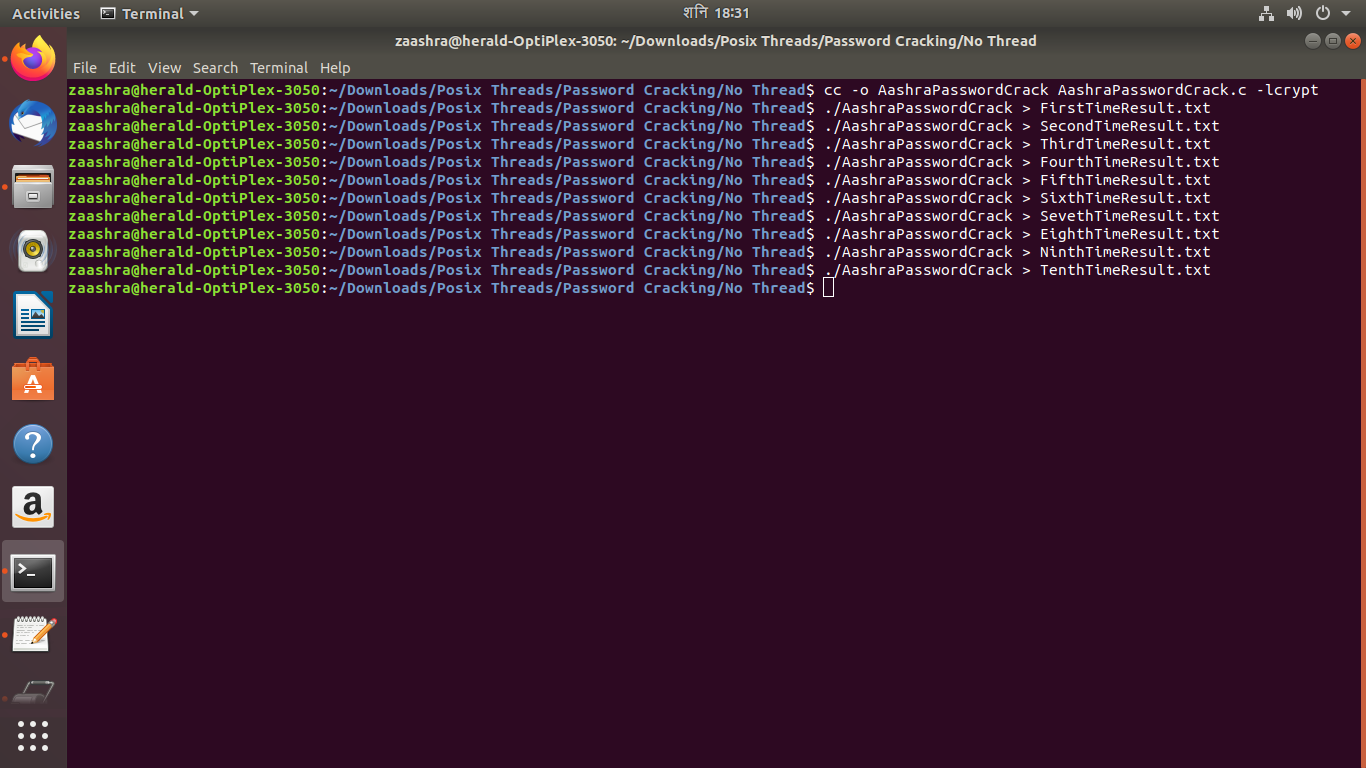 Activities Terminal शनि 18:31
zaashra@herald-OptiPlex-3050: ~/Downloads/Posix Threads/Password Cracking/No Thread
File Edit View Search Terminal Help
zaashra@herald-OptiPlex-3050:~/Downloads/Posix Threads/Password Cracking/No Thread$ cc -o AashraPasswordCrack AashraPasswordCrack.c -lcrypt
zaashra@herald-OptiPlex-3050:~/Downloads/Posix Threads/Password Cracking/No Thread$ ./AashraPasswordCrack > FirstTimeResult.txt
zaashra@herald-OptiPlex-3050:~/Downloads/Posix Threads/Password Cracking/No Thread$ ./AashraPasswordCrack > SecondTimeResult.txt
zaashra@herald-OptiPlex-3050:~/Downloads/Posix Threads/Password Cracking/No Thread$ ./AashraPasswordCrack > ThirdTimeResult.txt
zaashra@herald-OptiPlex-3050:~/Downloads/Posix Threads/Password Cracking/No Thread$ ./AashraPasswordCrack > FourthTimeResult.txt
zaashra@herald-OptiPlex-3050:~/Downloads/Posix Threads/Password Cracking/No Thread$ ./AashraPasswordCrack > FifthTimeResult.txt
zaashra@herald-OptiPlex-3050:~/Downloads/Posix Threads/Password Cracking/No Thread$ ./AashraPasswordCrack > SixthTimeResult.txt
zaashra@herald-OptiPlex-3050:~/Downloads/Posix Threads/Password Cracking/No Thread$ ./AashraPasswordCrack > SevethTimeResult.txt
zaashra@herald-OptiPlex-3050:~/Downloads/Posix Threads/Password Cracking/No Thread$ ./AashraPasswordCrack > EighthTimeResult.txt
zaashra@herald-OptiPlex-3050:~/Downloads/Posix Threads/Password Cracking/No Thread$ ./AashraPasswordCrack > NinthTimeResult.txt
zaashra@herald-OptiPlex-3050:~/Downloads/Posix Threads/Password Cracking/No Thread$ ./AashraPasswordCrack > TenthTimeResult.txt
zaashra@herald-OptiPlex-3050:~/Downloads/Posix Threads/Password Cracking/No Thread$